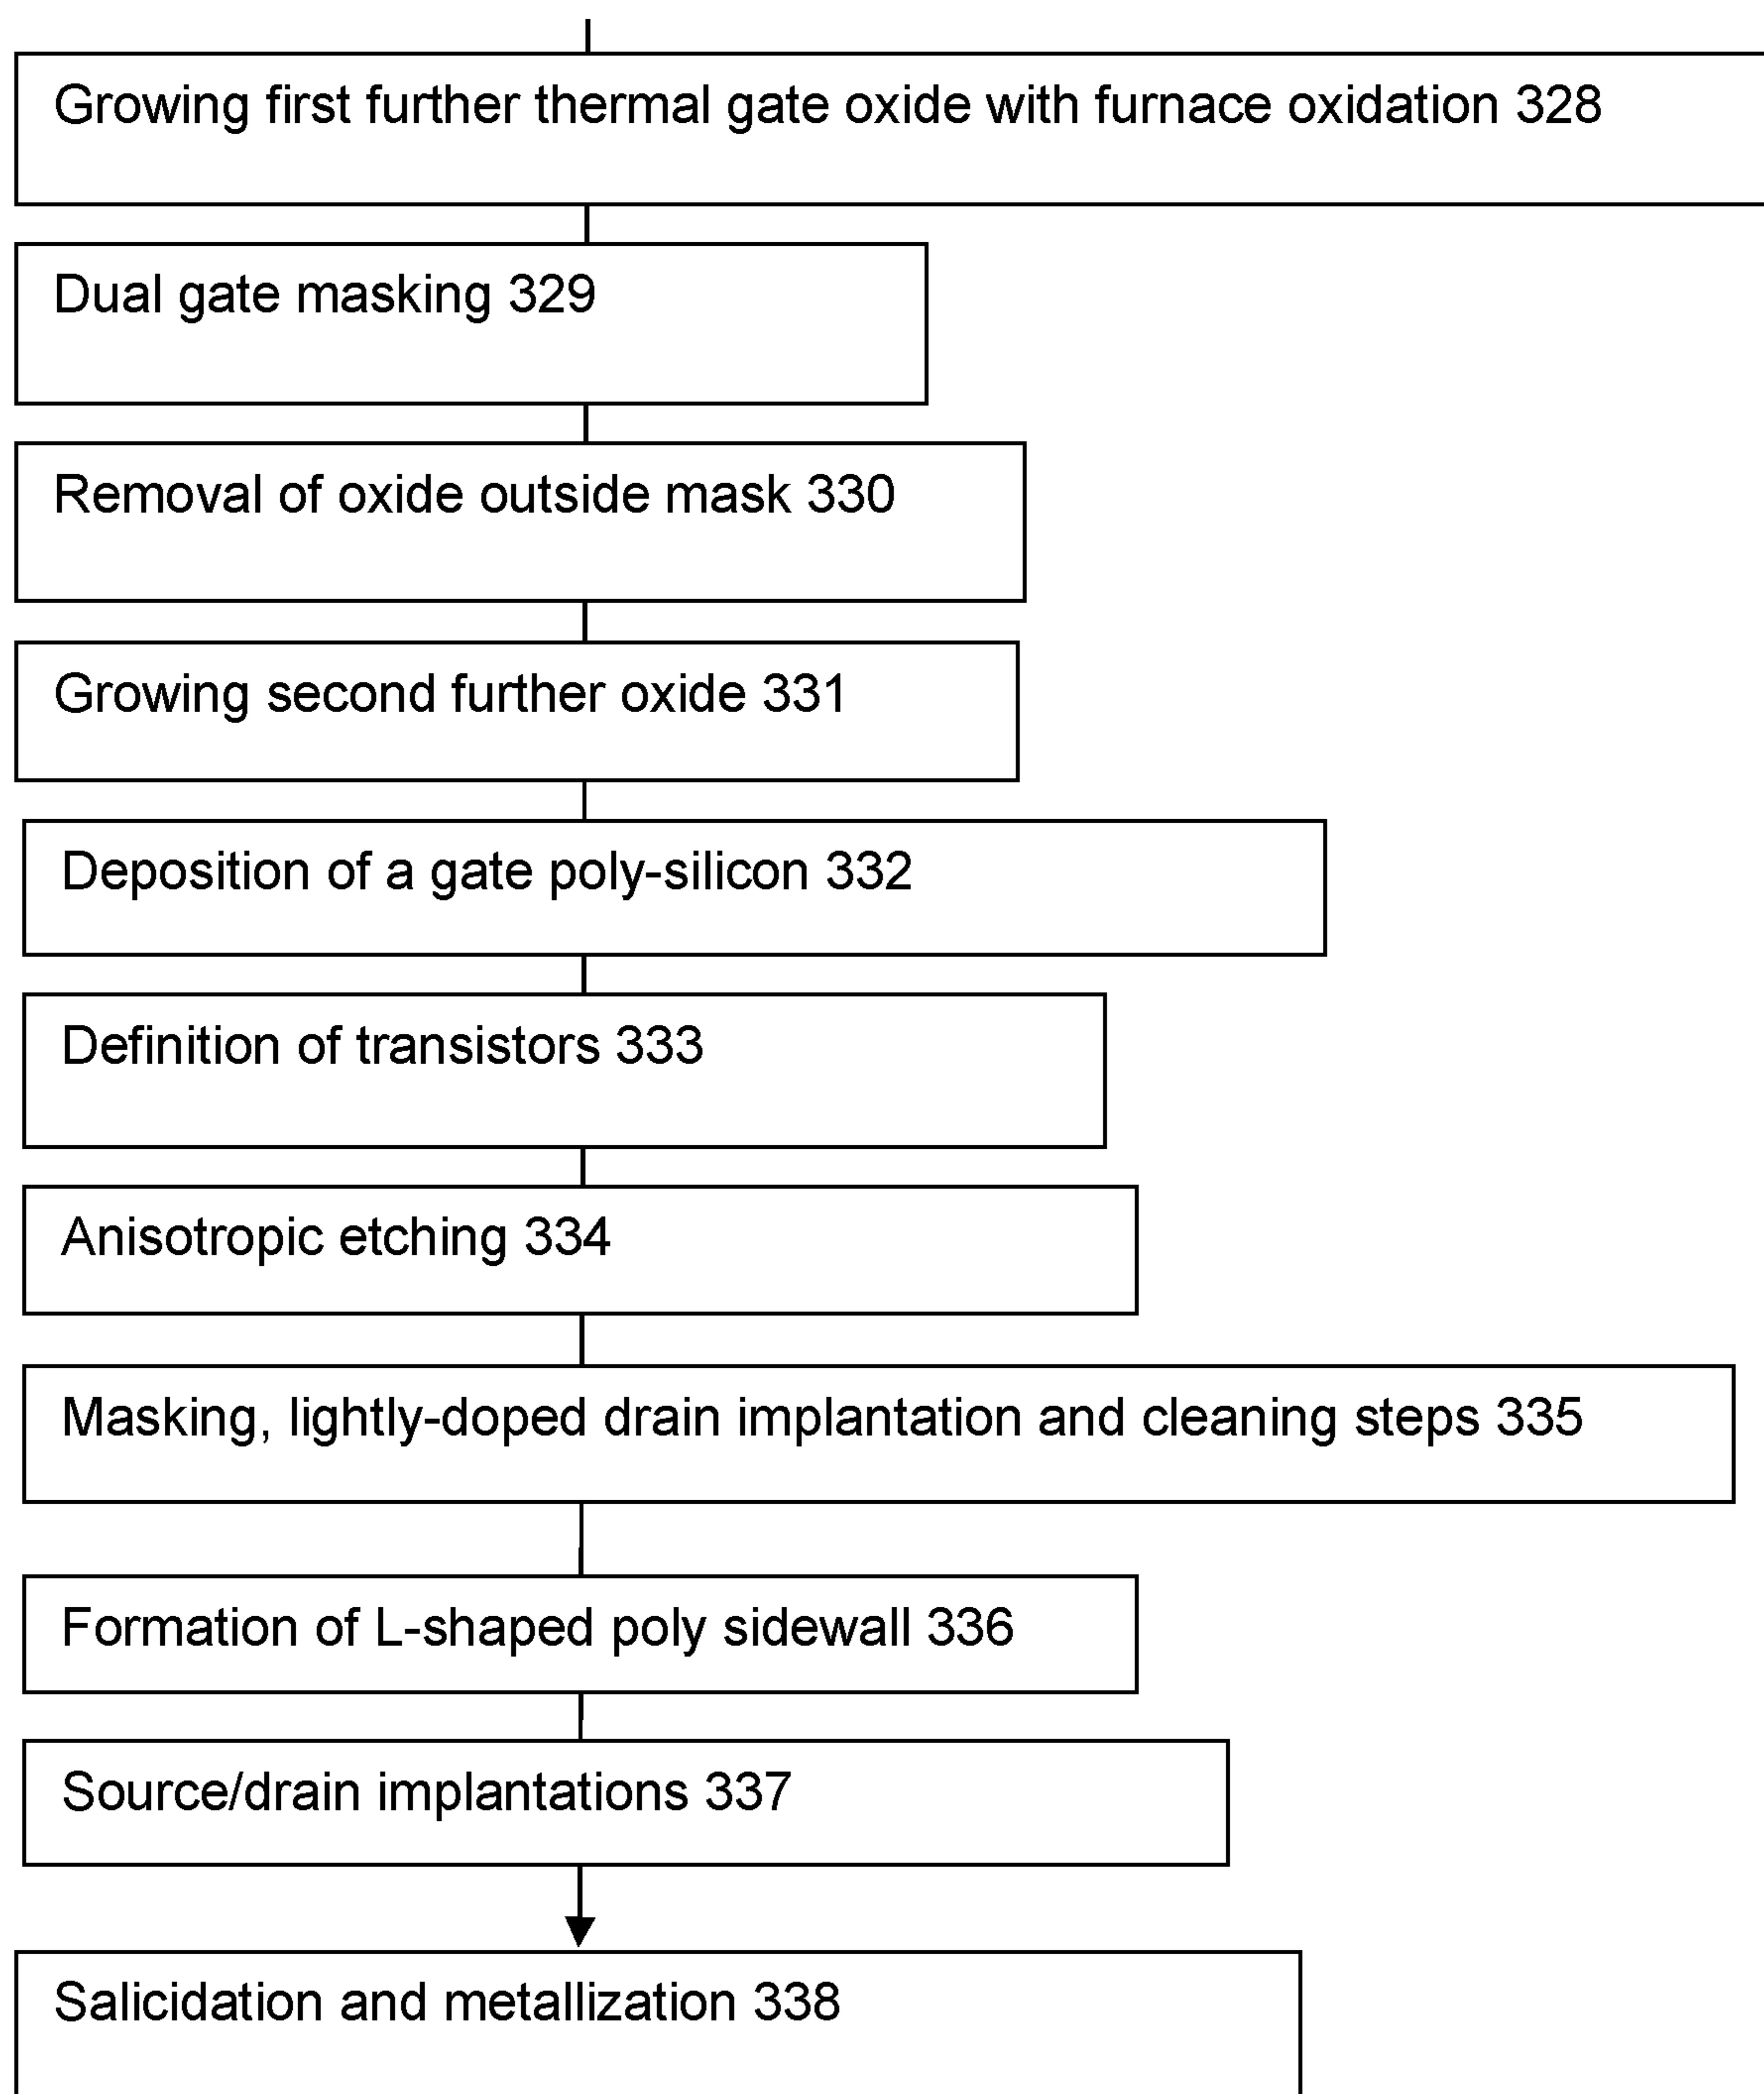 Growing first further thermal gate oxide with furnace oxidation 328
Dual gate masking 329
Removal of oxide outside mask 330
Growing second further oxide 331
Deposition of a gate poly-silicon 332
Definition of transistors 333
Anisotropic etching 334
Masking, lightly-doped drain implantation and cleaning steps 335
Formation of L-shaped poly sidewall 336
Source/drain implantations 337
Salicidation and metallization 338